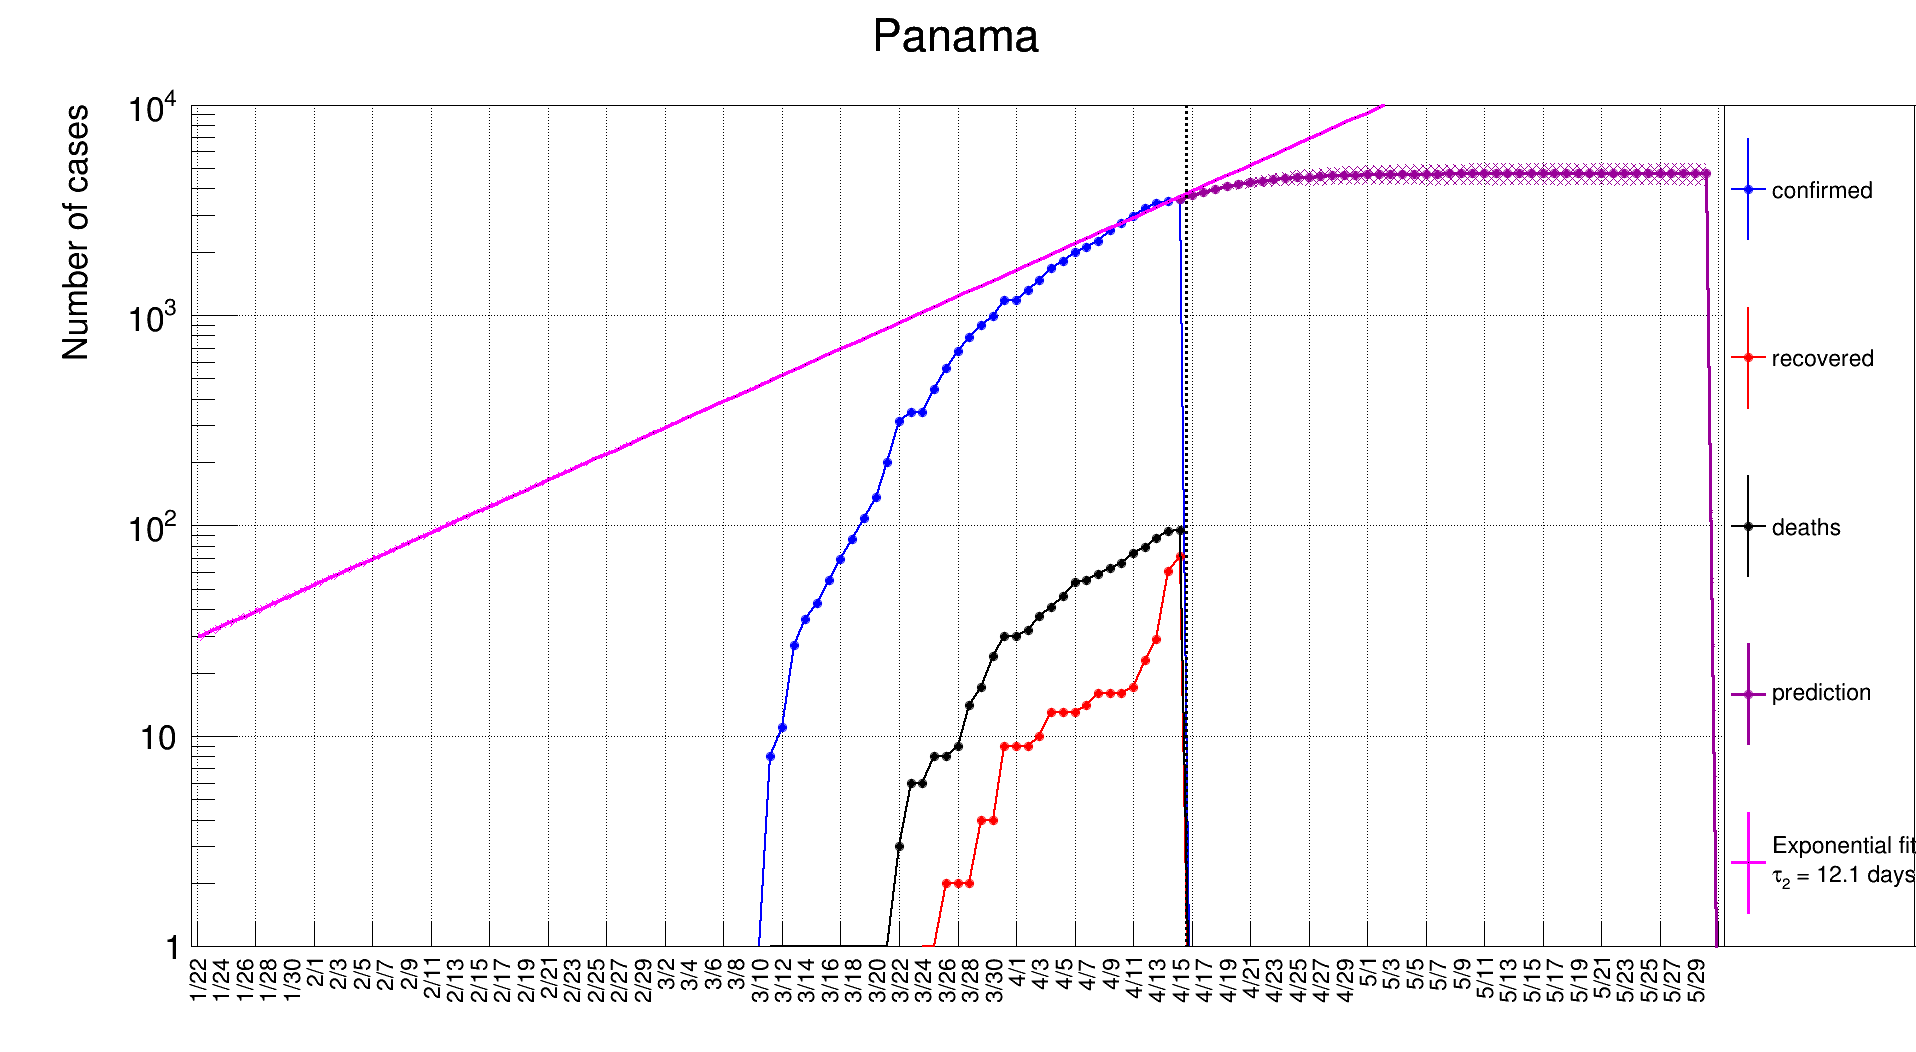 Panama
Number of cases
10⁴
10³
10²
10
1
1/22 1/24 1/26 1/28 1/30 2/1 2/3 2/5 2/7 2/9 2/11 2/13 2/15 2/17 2/19 2/21 2/23 2/25 2/27 2/29 3/2 3/4 3/6 3/8 3/10 3/12 3/14 3/16 3/18 3/20 3/22 3/24 3/26 3/28 3/30 4/1 4/3 4/5 4/7 4/9 4/11 4/13 4/15 4/17 4/19 4/21 4/23 4/25 4/27 4/29 5/1 5/3 5/5 5/7 5/9 5/11 5/13 5/15 5/17 5/19 5/21 5/23 5/25 5/27 5/29
confirmed
recovered
deaths
prediction
Exponential fit
τ₂ = 12.1 days